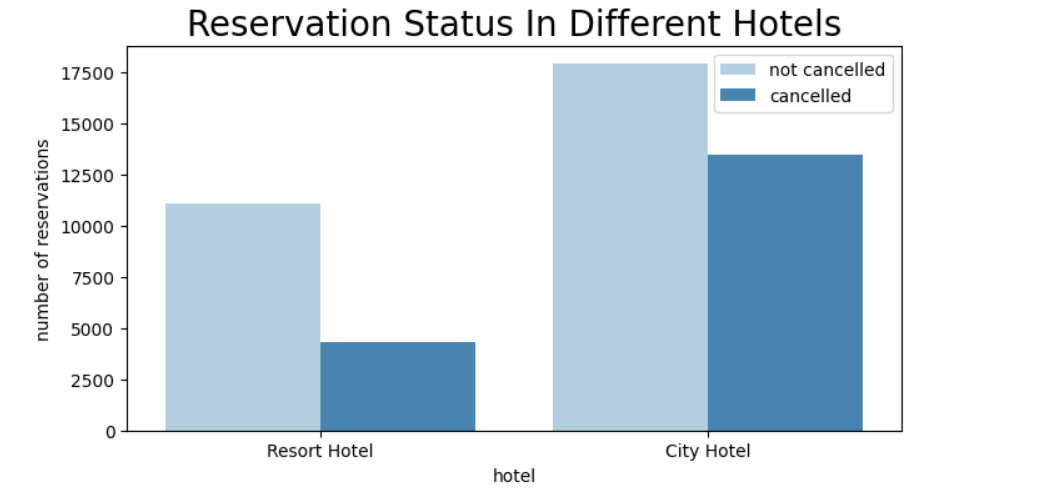 Reservation Status In Different Hotels
17500
15000
12500
10000
7500
5000
2500
0
number of reservations
not cancelled
cancelled
Resort Hotel
City Hotel
hotel